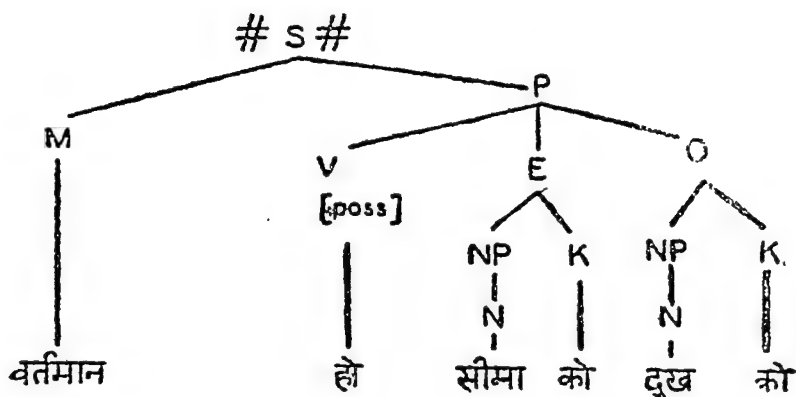 # S #
P
M
V E O
[poss]
NP K NP K
N N
वर्तमान हो सीमा को दुख को